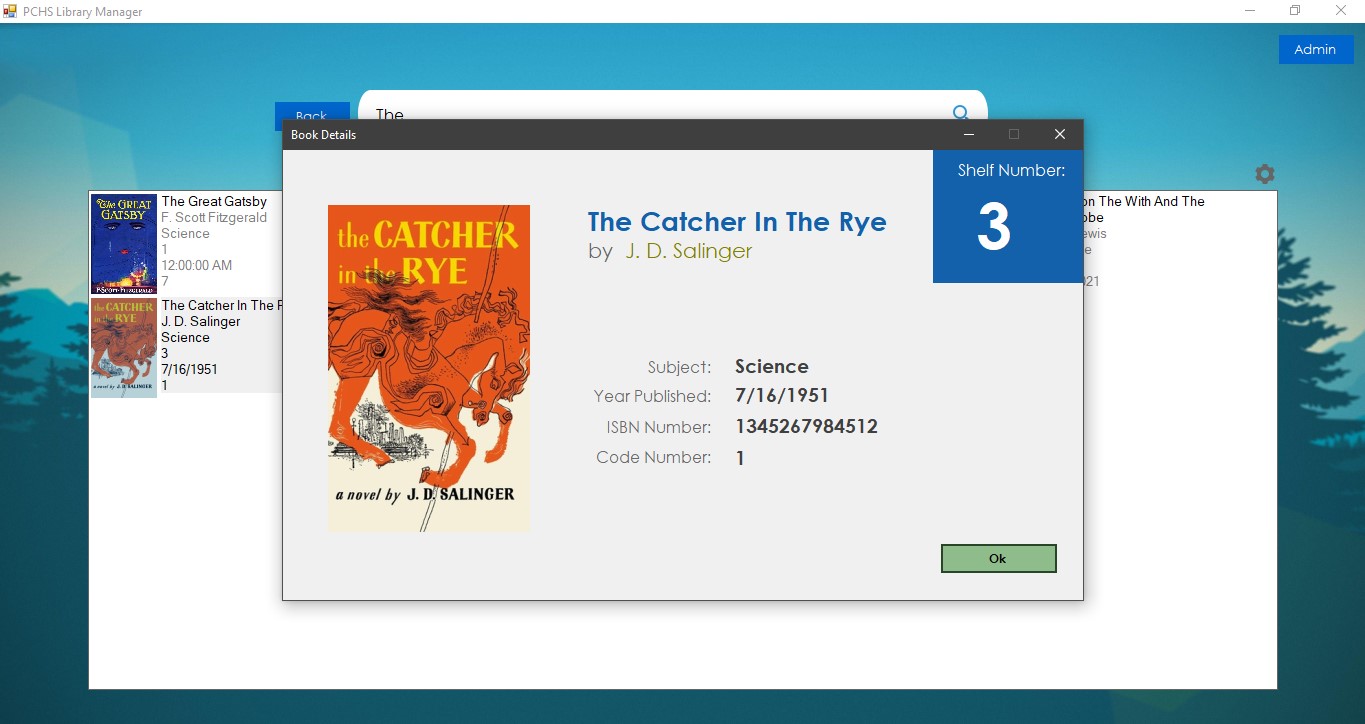 PCHS Library Manager
Admin
Back
The
Book Details
Shelf Number:
3
The GREAT
GATSBY
F·SCOTT·FITZGERALD
The Great Gatsby
F. Scott Fitzgerald
Science
1
12:00:00 AM
7
the CATCHER
in the RYE
a novel by J. D. SALINGER
The Catcher In The
J. D. Salinger
Science
3
7/16/1951
1
the CATCHER
in the RYE
a novel by J. D. SALINGER
The Catcher In The Rye
by J. D. Salinger
Subject: Science
Year Published: 7/16/1951
ISBN Number: 1345267984512
Code Number: 1
Ok
on The With And The
obe
ewis
e
021